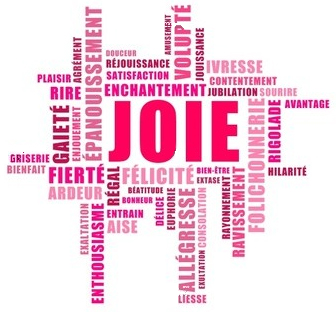 ÉPANOUISSEMENT
AGRÉMENT
DOUCEUR
AMUSEMENT
VOLUPTÉ
JOUISSANCE
RÉJOUISSANCE
IVRESSE
PLAISIR
SATISFACTION
CONTENTEMENT
RIRE
ENCHANTEMENT
JUBILATION
SOURIRE
AVANTAGE
GAIETÉ
ENJOUEMENT
JOIE
FOLICHONNERIE
RIGOLADE
GRÎSERIE
BIENFAIT
FIERTÉ
RÉGAL
FÉLICITÉ
BIEN-ÊTRE
EXTASE
HILARITÉ
ARDEUR
BÉATITUDE
BONHEUR
DÉLICE
EUPHORIE
ALLÉGRESSE
CONSOLATION
RAYONNEMENT
RAVISSEMENT
EXALTATION
ENTHOUSIASME
ENTRAIN
AISE
EXULTATION
LIESSE